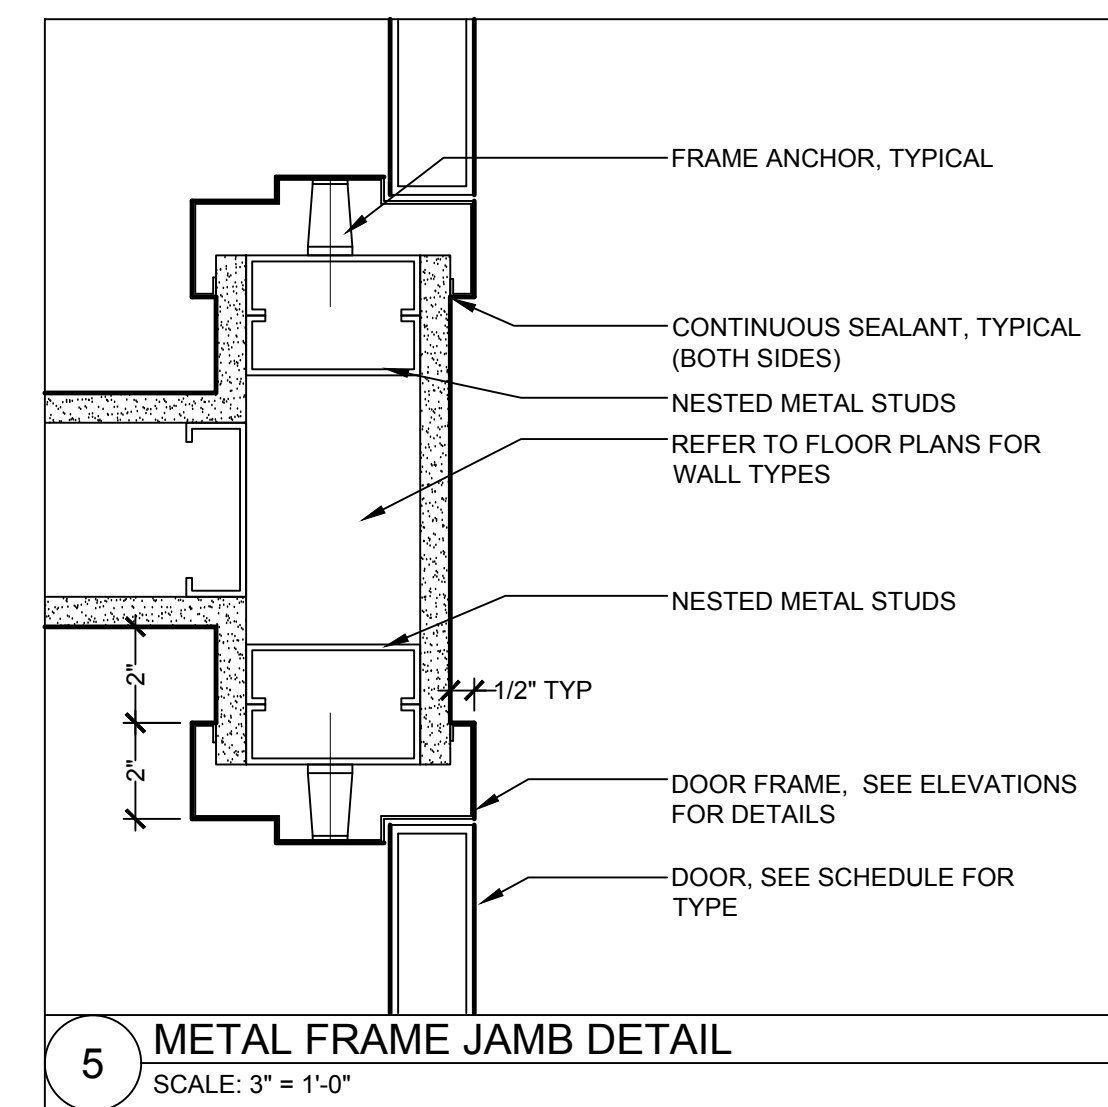 FRAME ANCHOR, TYPICAL
CONTINUOUS SEALANT, TYPICAL
(BOTH SIDES)
NESTED METAL STUDS
REFER TO FLOOR PLANS FOR
WALL TYPES
NESTED METAL STUDS
2"
1/2" TYP
2"
DOOR FRAME, SEE ELEVATIONS
FOR DETAILS
DOOR, SEE SCHEDULE FOR
TYPE
5
METAL FRAME JAMB DETAIL
SCALE: 3" = 1'-0"